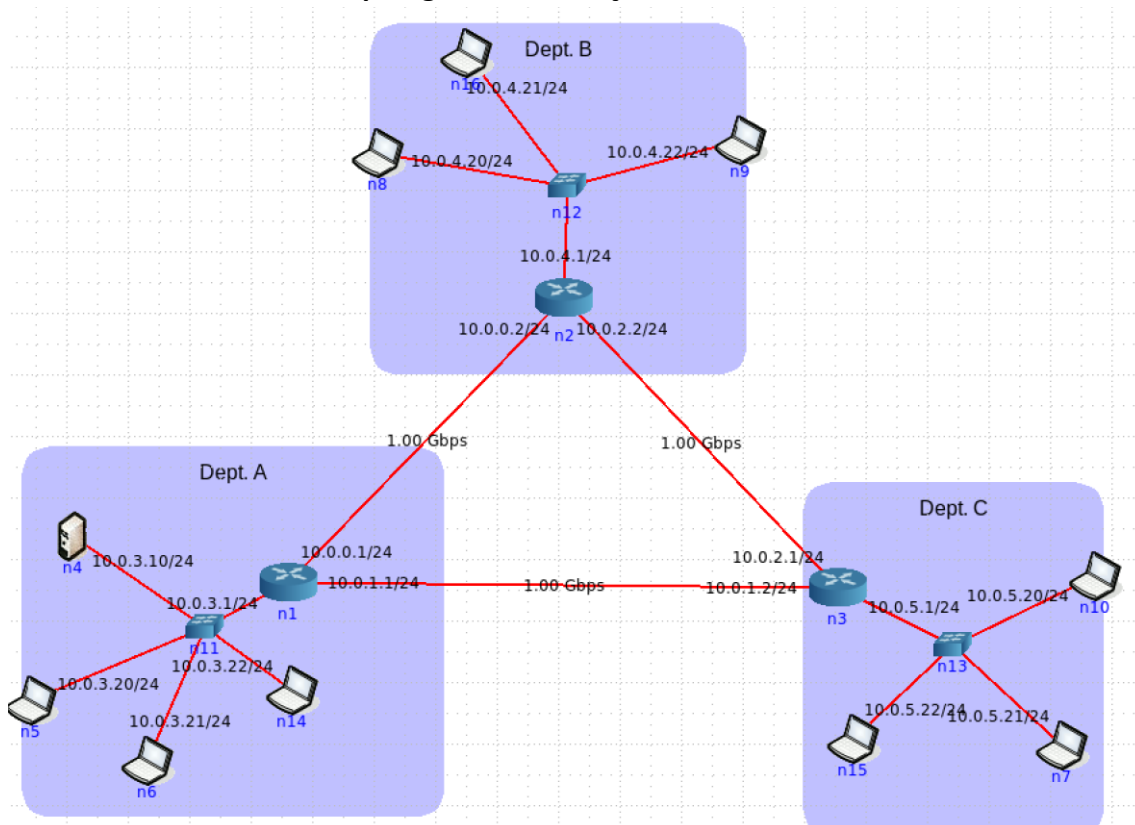 Dept. B
n16
10.0.4.21/24
n8
10.0.4.20/24
10.0.4.22/24
n9
n12
10.0.4.1/24
10.0.0.2/24
n2
10.0.2.2/24
1.00 Gbps
1.00 Gbps
Dept. A
n4
10.0.3.10/24
10.0.0.1/24
10.0.1.1/24
n1
10.0.3.1/24
n11
10.0.3.22/24
10.0.3.20/24
n5
10.0.3.21/24
n6
n14
1.00 Gbps
Dept. C
10.0.2.1/24
10.0.1.2/24
n3
10.0.5.1/24
10.0.5.20/24
n10
n13
10.0.5.22/24
10.0.5.21/24
n15
n7